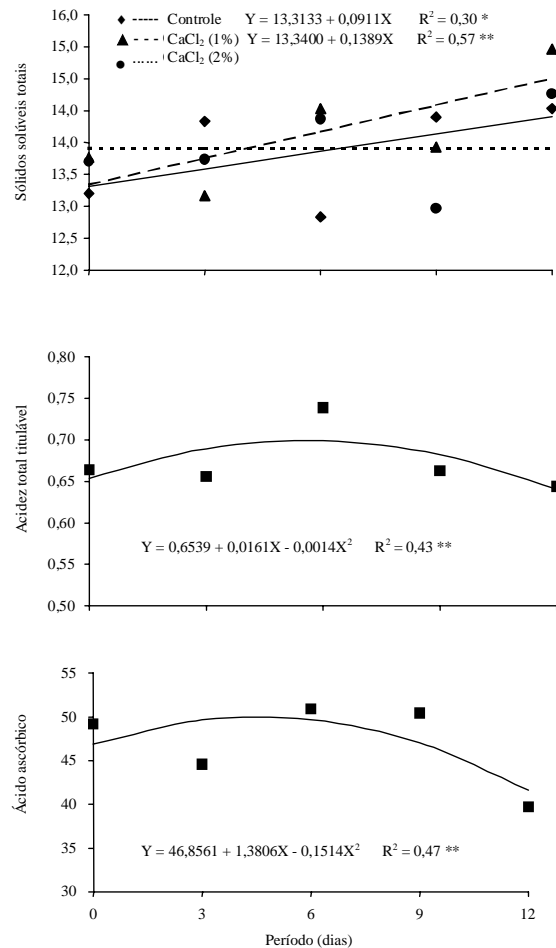 Controle Y = 13,3133 + 0,0911X R² = 0,30 *
CaCl₂ (1%) Y = 13,3400 + 0,1389X R² = 0,57 **
CaCl₂ (2%)
Sólidos solúveis totais
16,0
15,0
15,0
14,0
14,0
13,0
13,0
12,0
12,0
Acidez total titulável
0,80
0,75
0,70
0,65
0,60
0,55
0,50
Y = 0,6539 + 0,0161X - 0,0014X² R² = 0,43 **
Ácido ascórbico
55
50
45
40
35
30
Y = 46,8561 + 1,3806X - 0,1514X² R² = 0,47 **
0 3 6 9 12
Período (dias)